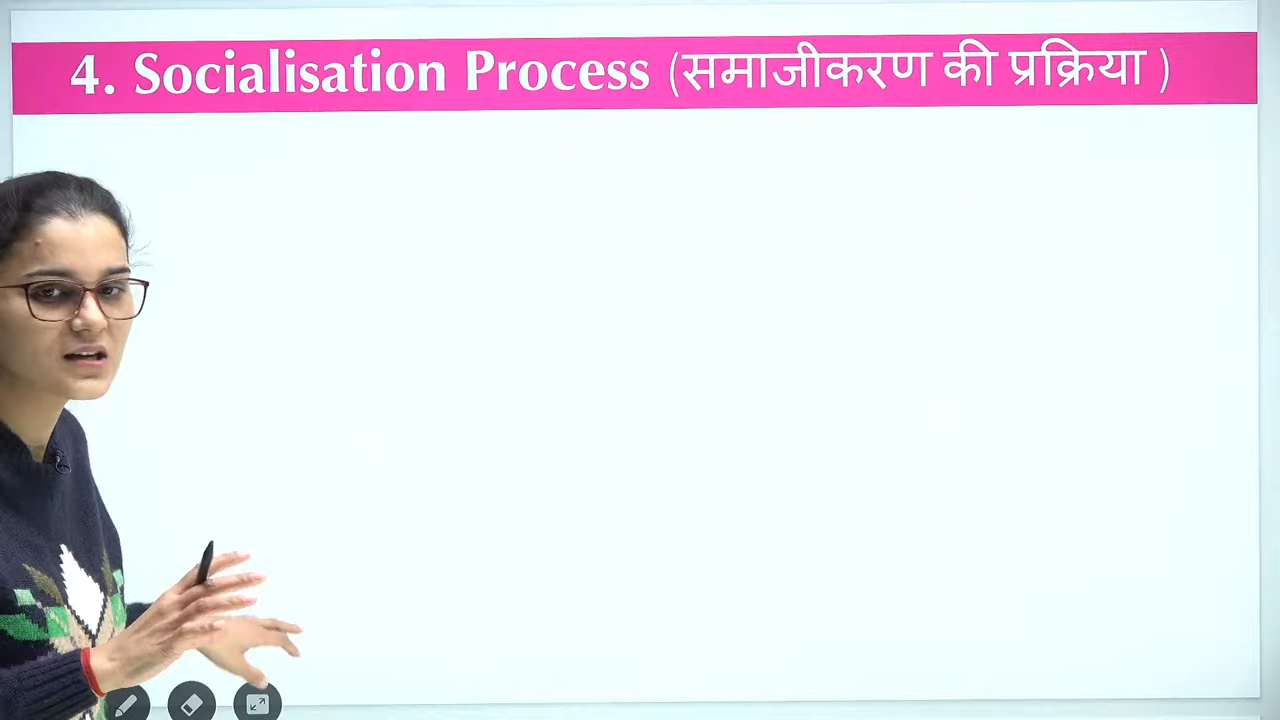 4. Socialisation Process (समाजीकरण की प्रक्रिया )